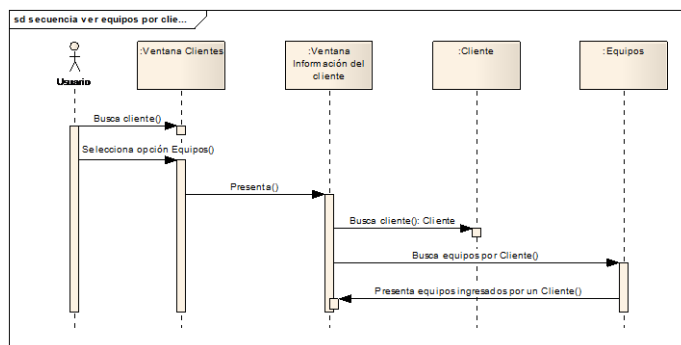 sd secuencia ver equipos por clie...
Usuario
:Ventana Clientes
:Ventana
Información del
cliente
:Cliente
:Equipos
Busca cliente()
Selecciona opción Equipos()
Presenta()
Busca cliente(): Cliente
Busca equipos por Cliente()
Presenta equipos ingresados por un Cliente()